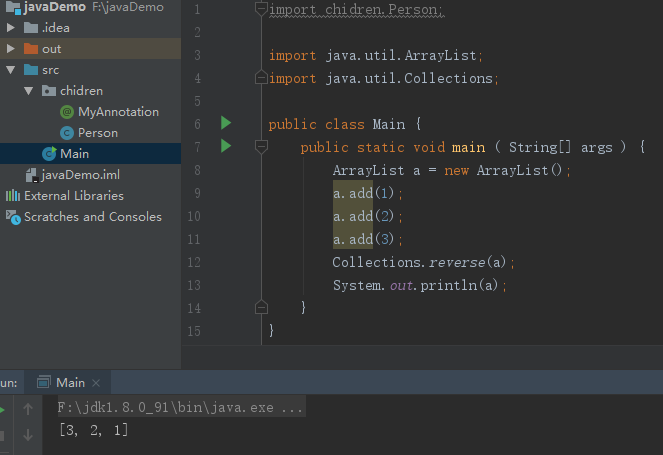 javaDemo F:\javaDemo
.idea
out
src
chidren
MyAnnotation
Person
Main
javaDemo.iml
External Libraries
Scratches and Consoles
1 import chidren.Person;
2
3 import java.util.ArrayList;
4 import java.util.Collections;
5
6 public class Main {
7 public static void main ( String[] args ) {
8 ArrayList a = new ArrayList();
9 a.add(1);
10 a.add(2);
11 a.add(3);
12 Collections.reverse(a);
13 System.out.println(a);
14 }
15 }
un: Main
F:\jdk1.8.0_91\bin\java.exe ...
[3, 2, 1]